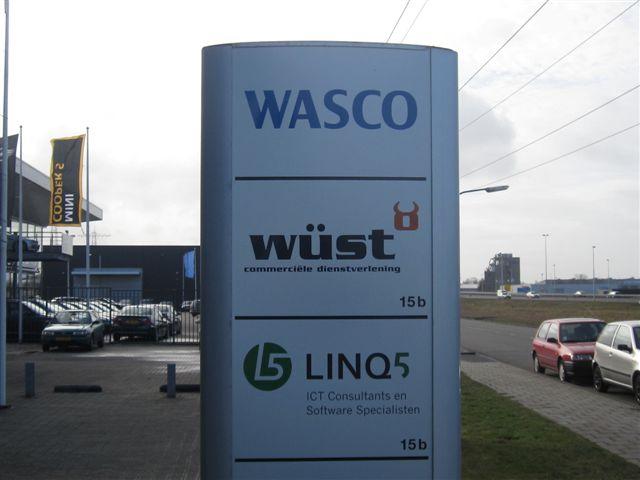 WASCO
wüst
commerciële dienstverlening
15b
LINQ5
ICT Consultants en
Software Specialisten
15b
MINI
COOPER S